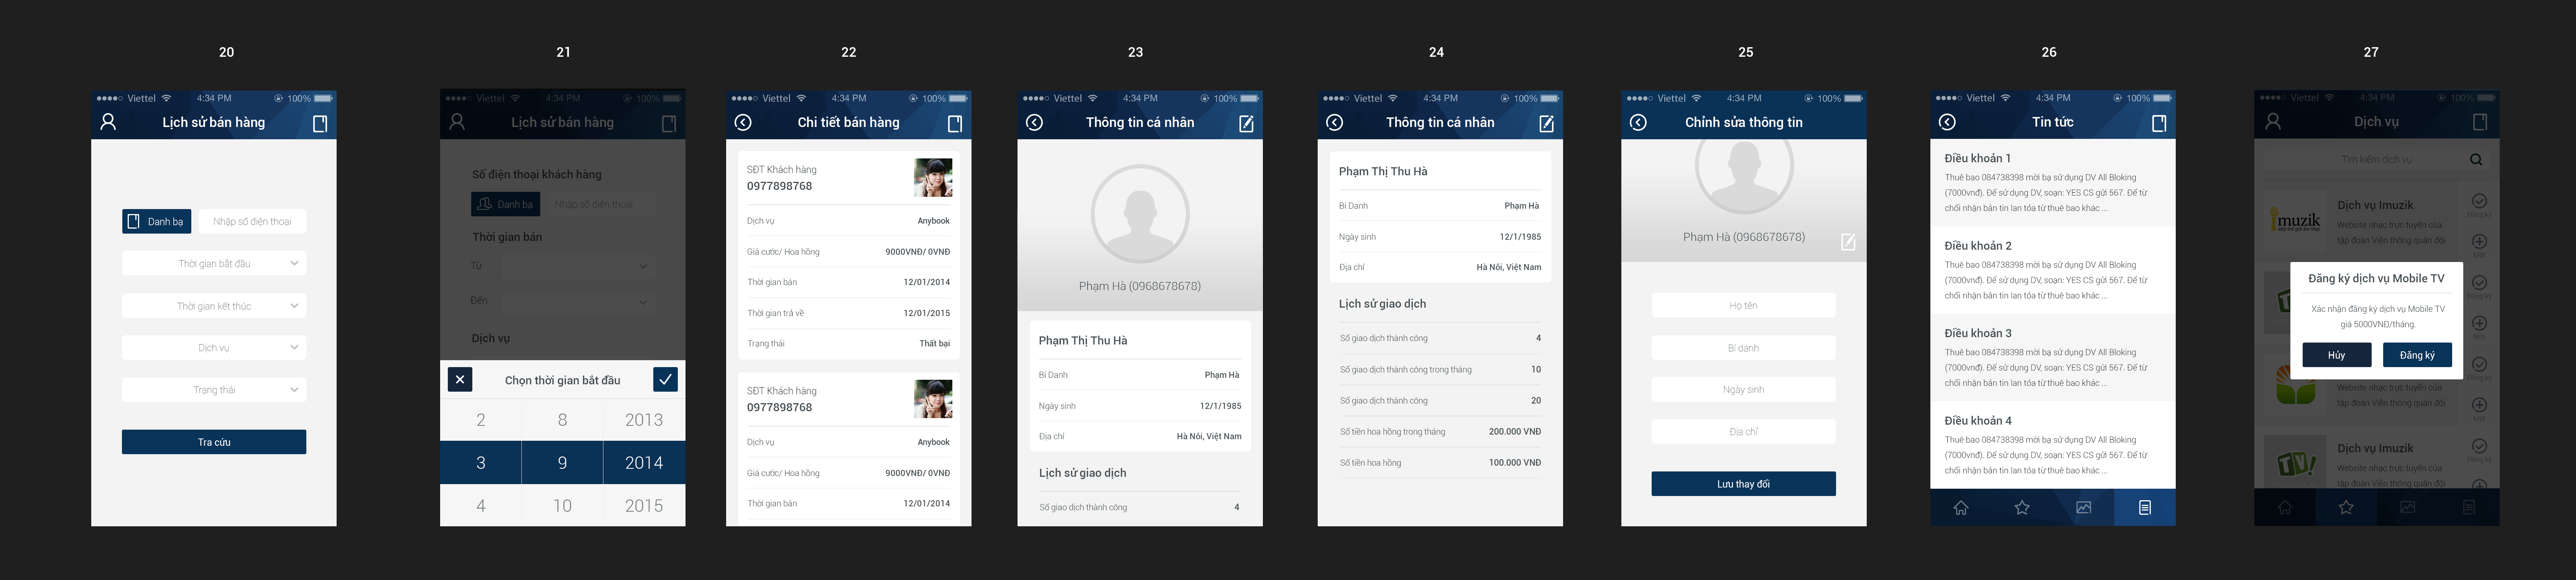 20
Viettel 4:34 PM 100%
Lịch sử bán hàng
Danh bạ Nhập số điện thoại
Thời gian bắt đầu
Thời gian kết thúc
Dịch vụ
Trạng thái
Tra cứu
21
Viettel 4:34 PM 100%
Lịch sử bán hàng
Số điện thoại khách hàng
Danh bạ Nhập số điện thoại
Thời gian bán
Từ
Đến
Dịch vụ
Chọn thời gian bắt đầu
2 8 2013
3 9 2014
4 10 2015
22
Viettel 4:34 PM 100%
Chi tiết bán hàng
SĐT Khách hàng
0977898768
Dịch vụ Anybook
Giá cước/ Hoa hồng 9000VNĐ/ 0VNĐ
Thời gian bán 12/01/2014
Thời gian trả về 12/01/2015
Trạng thái Thất bại
SĐT Khách hàng
0977898768
Dịch vụ Anybook
Giá cước/ Hoa hồng 9000VNĐ/ 0VNĐ
Thời gian bán 12/01/2014
23
Viettel 4:34 PM 100%
Thông tin cá nhân
Phạm Hà (0968678678)
Phạm Thị Thu Hà
Bí Danh Phạm Hà
Ngày sinh 12/1/1985
Địa chỉ Hà Nôi, Việt Nam
Lịch sử giao dịch
Số giao dịch thành công 4
24
Viettel 4:34 PM 100%
Thông tin cá nhân
Phạm Thị Thu Hà
Bí Danh Phạm Hà
Ngày sinh 12/1/1985
Địa chỉ Hà Nôi, Việt Nam
Lịch sử giao dịch
Số giao dịch thành công 4
Số giao dịch thành công trong tháng 10
Số giao dịch thành công 20
Số tiền hoa hồng trong tháng 200.000 VNĐ
Số tiền hoa hồng 100.000 VNĐ
25
Viettel 4:34 PM 100%
Chỉnh sửa thông tin
Phạm Hà (0968678678)
Họ tên
Bí danh
Ngày sinh
Địa chỉ
Lưu thay đổi
26
Viettel 4:34 PM 100%
Tin tức
Điều khoản 1
Thuê bao 084738398 mời bạ sử dụng DV All Bloking
(7000vnđ). Để sử dụng DV, soạn: YES CS gửi 567. Để từ
chối nhận bản tin lan tỏa từ thuê bao khác ...
Điều khoản 2
Thuê bao 084738398 mời bạ sử dụng DV All Bloking
(7000vnđ). Để sử dụng DV, soạn: YES CS gửi 567. Để từ
chối nhận bản tin lan tỏa từ thuê bao khác ...
Điều khoản 3
Thuê bao 084738398 mời bạ sử dụng DV All Bloking
(7000vnđ). Để sử dụng DV, soạn: YES CS gửi 567. Để từ
chối nhận bản tin lan tỏa từ thuê bao khác ...
Điều khoản 4
Thuê bao 084738398 mời bạ sử dụng DV All Bloking
(7000vnđ). Để sử dụng DV, soạn: YES CS gửi 567. Để từ
chối nhận bản tin lan tỏa từ thuê bao khác ...
27
Viettel 4:34 PM 100%
Dịch vụ
Tìm kiếm dịch vụ
imuzik
Dịch vụ Imuzik
Website nhạc trực tuyến của
tập đoàn Viễn thông quân đội
Đăng ký
Mời
Đăng ký dịch vụ Mobile TV
Xác nhận đăng ký dịch vụ Mobile TV
giá 5000VNĐ/tháng.
Hủy Đăng ký
Website nhạc trực tuyến của
tập đoàn Viễn thông quân đội
Mời
TV!
Dịch vụ Imuzik
Website nhạc trực tuyến của
tập đoàn Viễn thông quân đội
Đăng ký